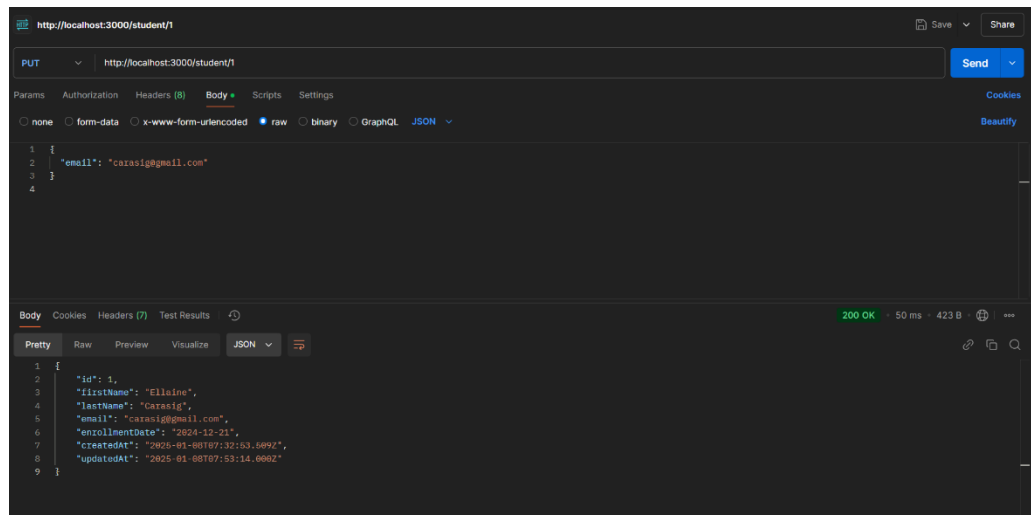 HTTP http://localhost:3000/student/1 Save Share
PUT http://localhost:3000/student/1 Send
Params Authorization Headers (8) Body Scripts Settings Cookies
none form-data x-www-form-urlencoded raw binary GraphQL JSON Beautify
1 {
2 "email": "carasig@gmail.com"
3 }
4
Body Cookies Headers (7) Test Results 200 OK 50 ms 423 B
Pretty Raw Preview Visualize JSON
1 {
2 "id": 1,
3 "firstName": "Ellaine",
4 "lastName": "Carasig",
5 "email": "carasig@gmail.com",
6 "enrollmentDate": "2024-12-21",
7 "createdAt": "2025-01-08T07:32:53.509Z",
8 "updatedAt": "2025-01-08T07:53:14.000Z"
9 }